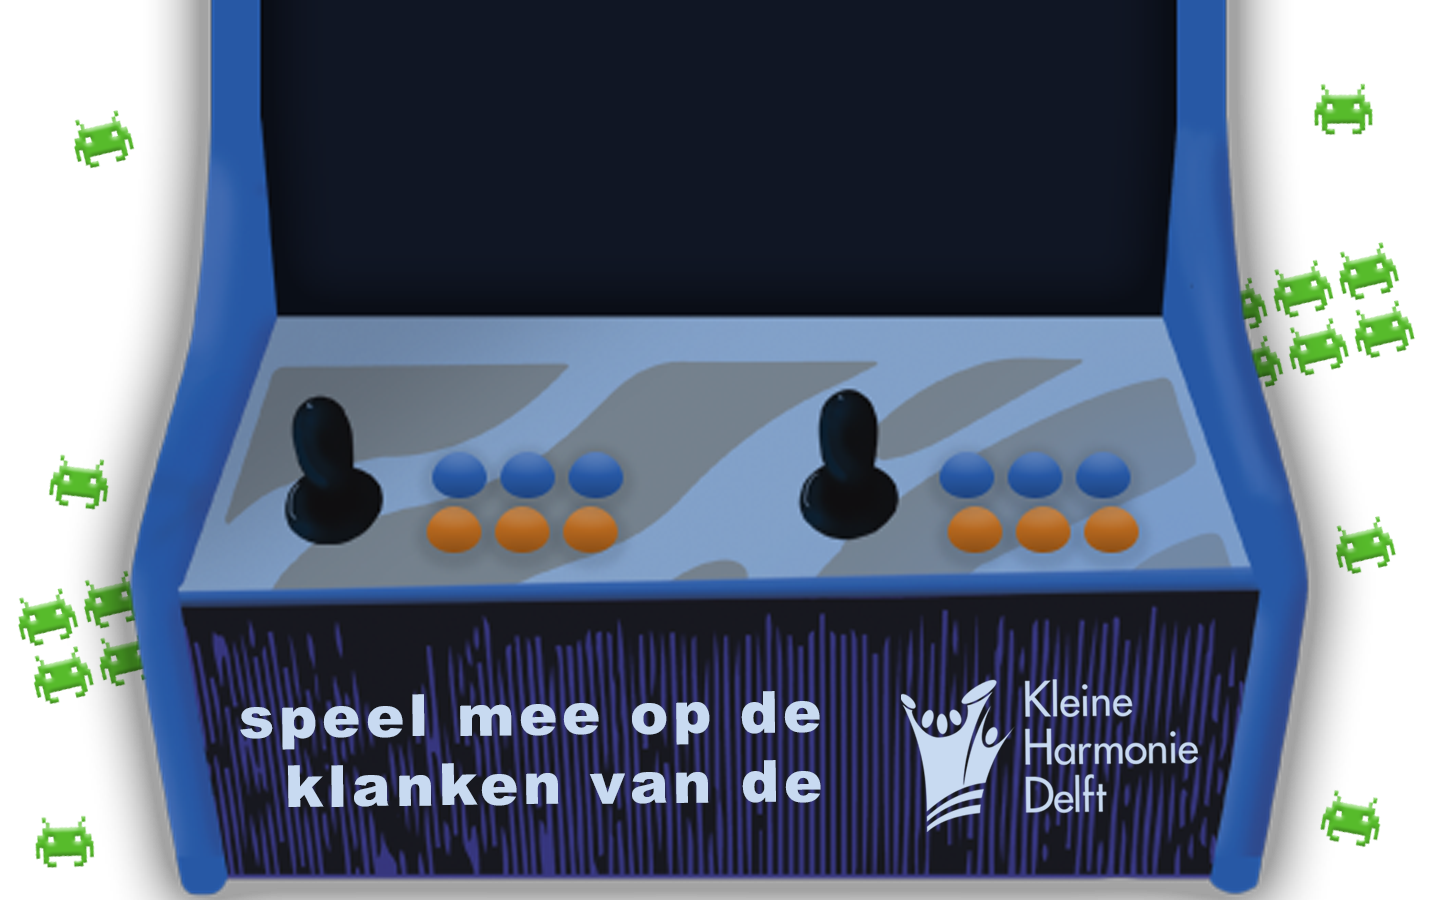 speel mee op de
klanken van de
Kleine
Harmonie
Delft